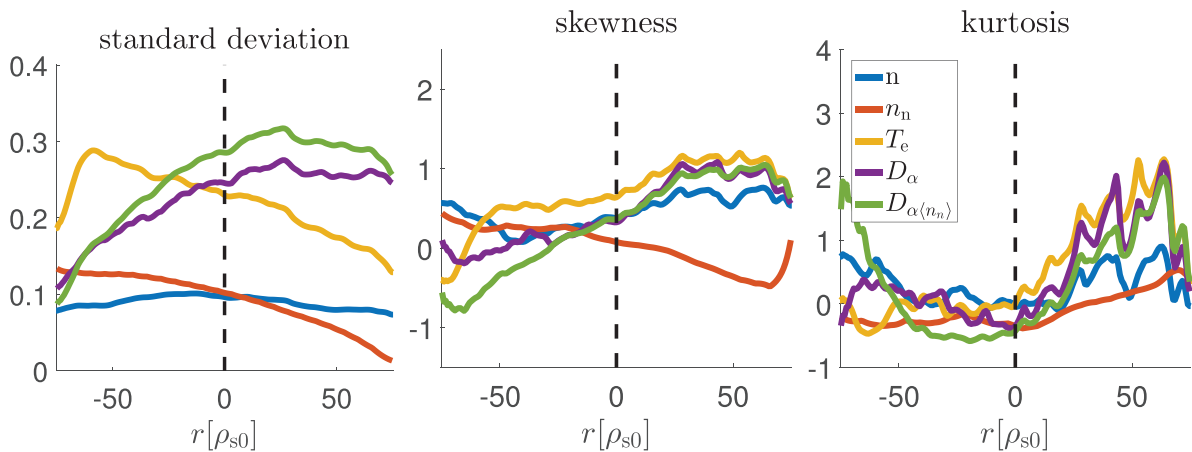 standard deviation
0.4
0.3
0.2
0.1
0
-50
0
50
r[ρs0]
skewness
2
1
0
-1
-50
0
50
r[ρs0]
kurtosis
4
3
2
1
0
-1
n
nn
Te
Dα
Dα⟨nn⟩
-50
0
50
r[ρs0]